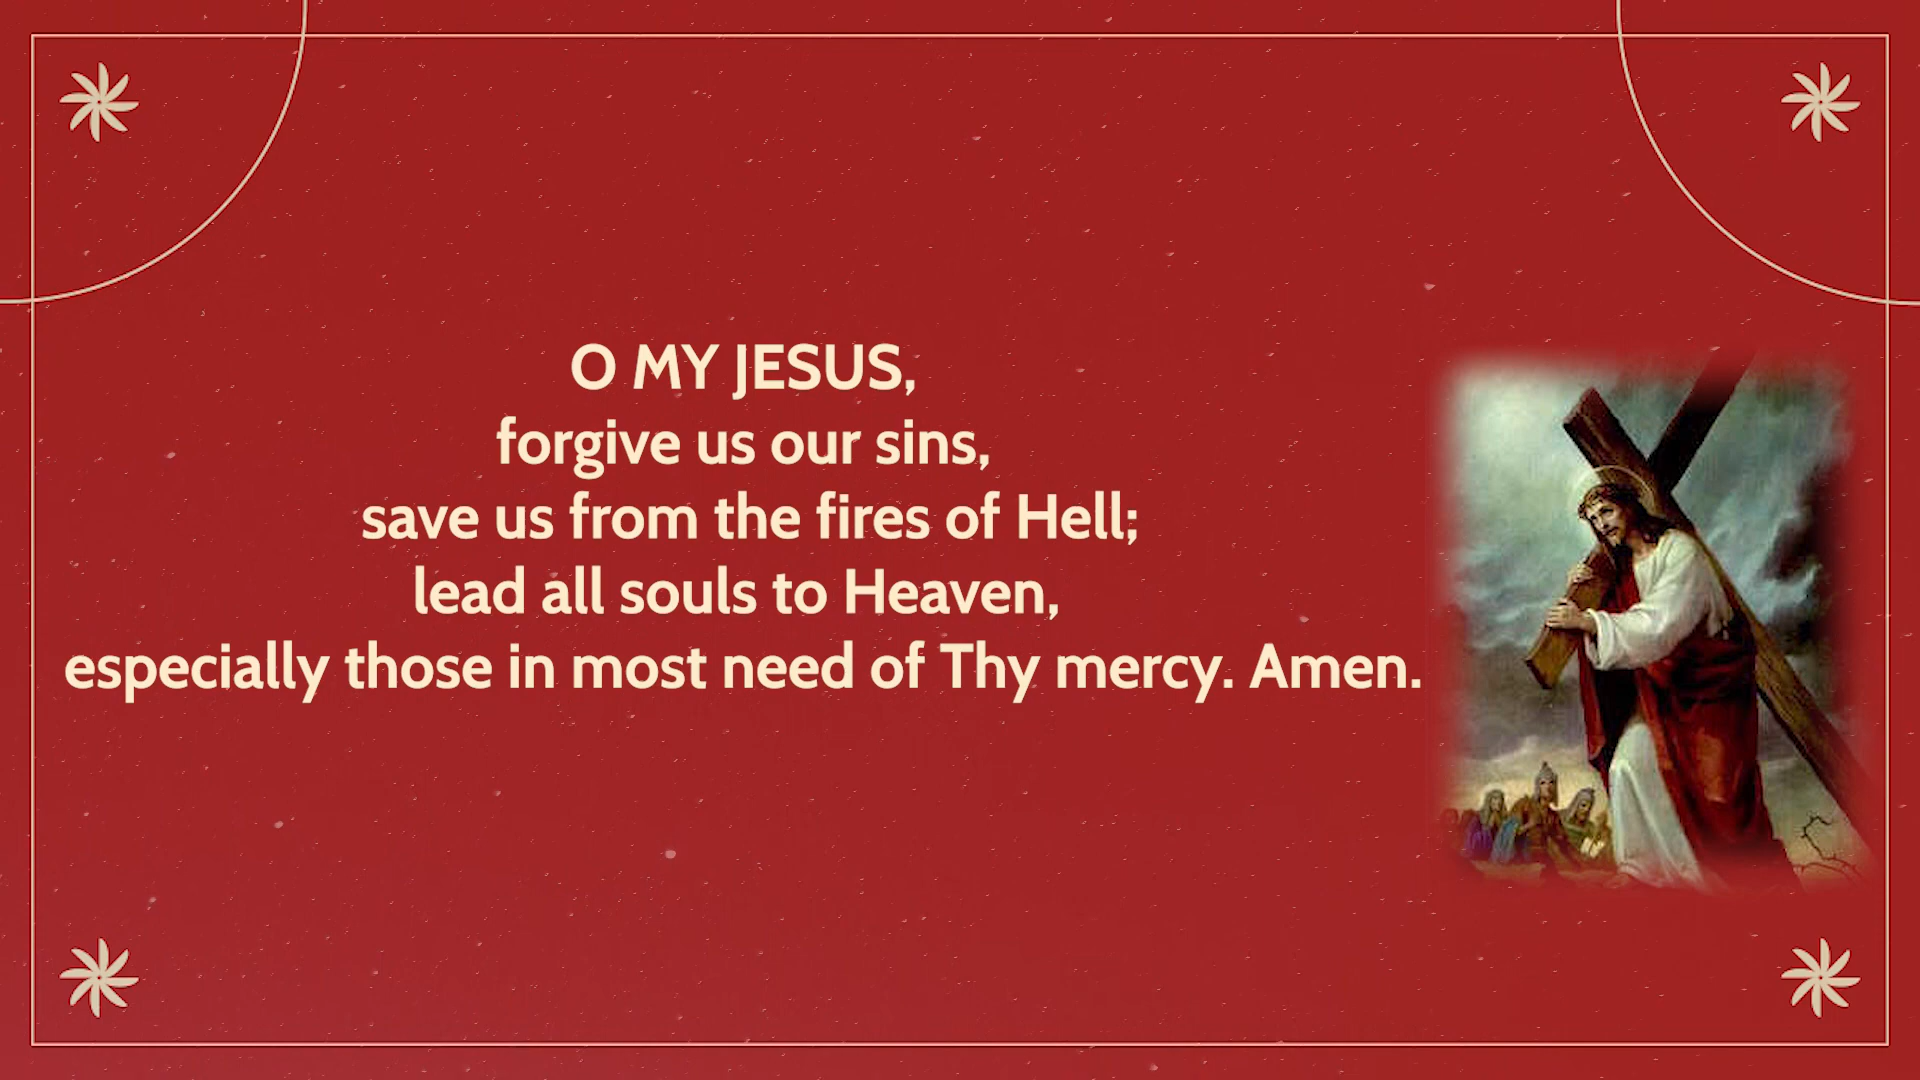 O MY JESUS,
forgive us our sins,
save us from the fires of Hell;
lead all souls to Heaven,
especially those in most need of Thy mercy. Amen.